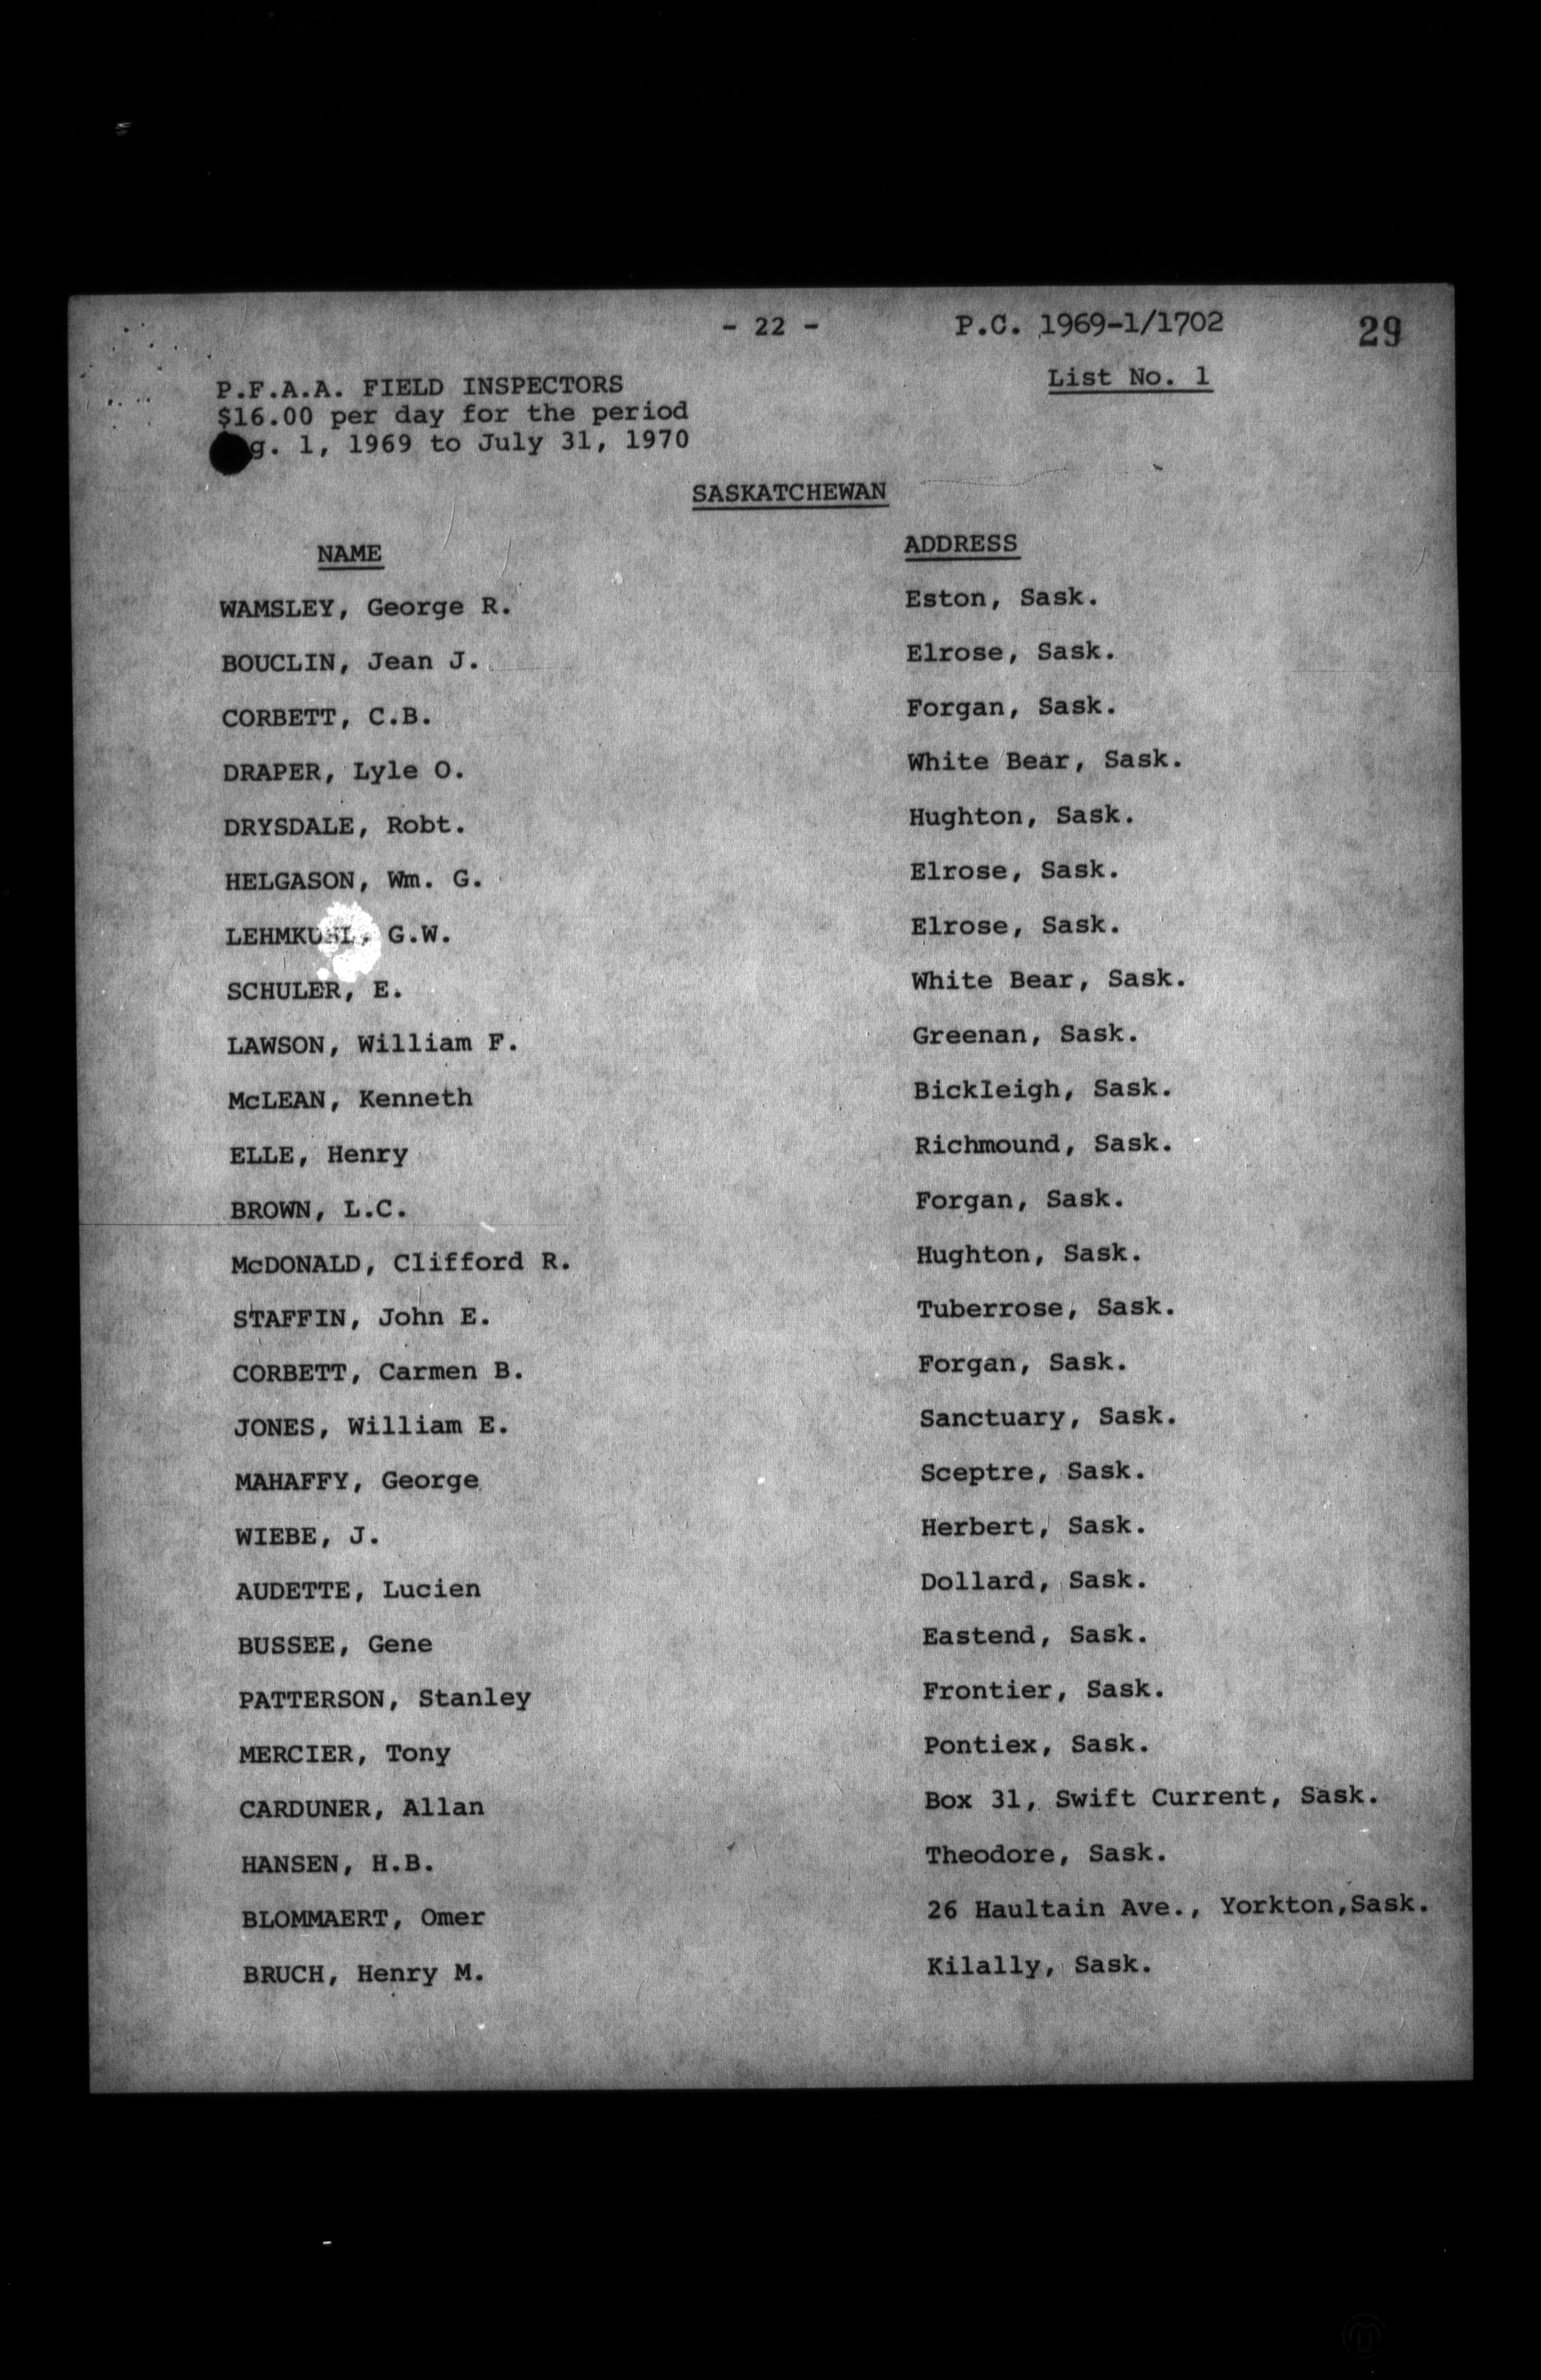 - 22 - P.C. 1969-1/1702 29
List No. 1
P.F.A.A. FIELD INSPECTORS
$16.00 per day for the period
g. 1, 1969 to July 31, 1970
SASKATCHEWAN
NAME ADDRESS
WAMSLEY, George R. Eston, Sask.
BOUCLIN, Jean J. Elrose, Sask.
CORBETT, C.B. Forgan, Sask.
DRAPER, Lyle O. White Bear, Sask.
DRYSDALE, Robt. Hughton, Sask.
HELGASON, Wm. G. Elrose, Sask.
LEHMKUHL, G.W. Elrose, Sask.
SCHULER, E. White Bear, Sask.
LAWSON, William F. Greenan, Sask.
McLEAN, Kenneth Bickleigh, Sask.
ELLE, Henry Richmound, Sask.
BROWN, L.C. Forgan, Sask.
McDONALD, Clifford R. Hughton, Sask.
STAFFIN, John E. Tuberrose, Sask.
CORBETT, Carmen B. Forgan, Sask.
JONES, William E. Sanctuary, Sask.
MAHAFFY, George Sceptre, Sask.
WIEBE, J. Herbert, Sask.
AUDETTE, Lucien Dollard, Sask.
BUSSEE, Gene Eastend, Sask.
PATTERSON, Stanley Frontier, Sask.
MERCIER, Tony Pontiex, Sask.
CARDUNER, Allan Box 31, Swift Current, Sask.
HANSEN, H.B. Theodore, Sask.
BLOMMAERT, Omer 26 Haultain Ave., Yorkton,Sask.
BRUCH, Henry M. Kilally, Sask.